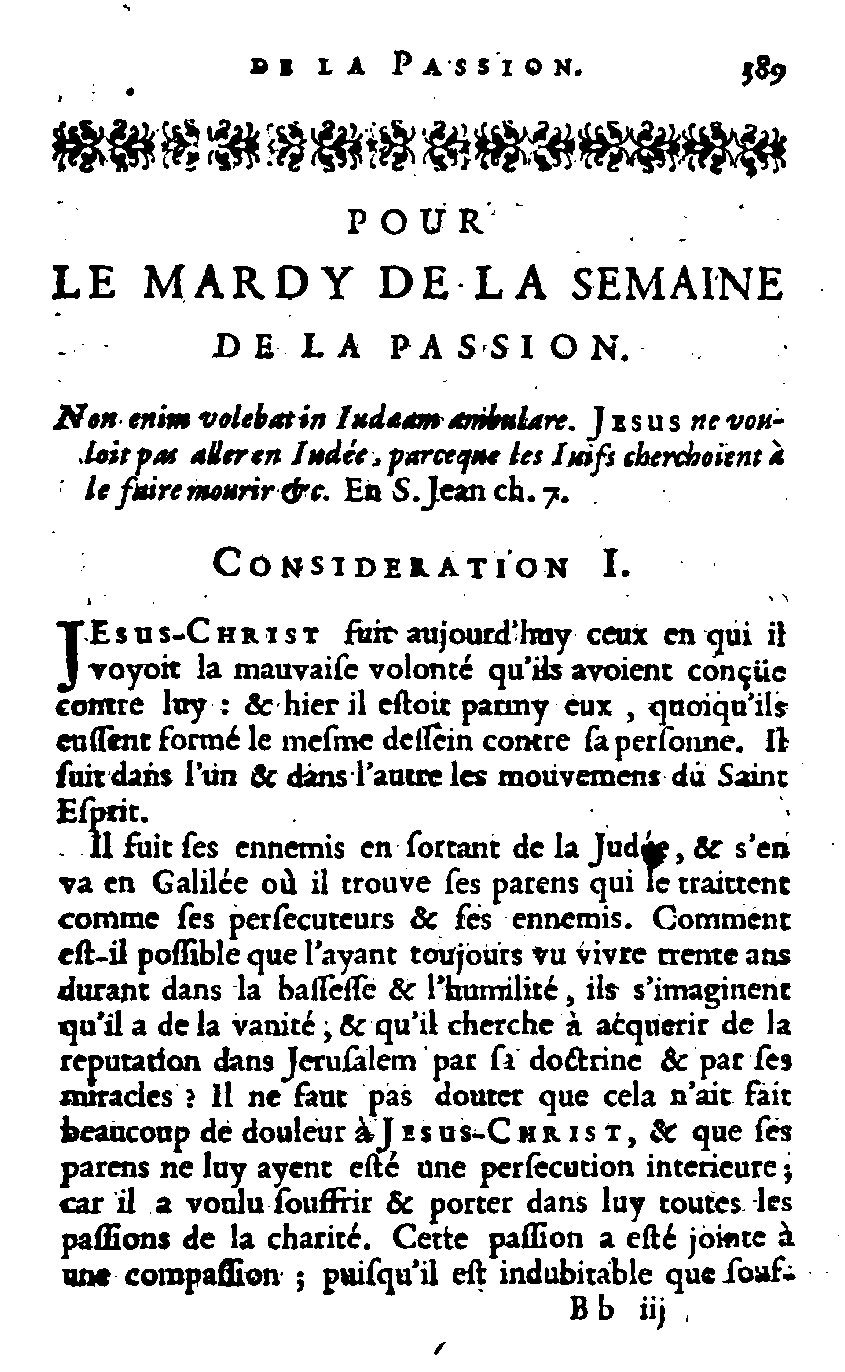 DE LA PASSION. 389
POUR
LE MARDY DE LA SEMAINE
DE LA PASSION.
Non enim volebat in Iudæam ambulare. JESUS ne vou-
loit pas aller en Iudée, parceque les Iuifs cherchoient à
le faire mourir &c. En S. Jean ch. 7.
CONSIDERATION I.
JESUS-CHRIST fuit aujourd'huy ceux en qui il
voyoit la mauvaiſe volonté qu'ils avoient conçüe
contre luy : & hier il eſtoit parmy eux , quoiqu'ils
euſſent formé le meſme deſſein contre ſa perſonne. Il
ſuit dans l'un & dans l'autre les mouvemens du Saint
Eſprit.
Il fuit ſes ennemis en ſortant de la Judée, & s'en
va en Galilée où il trouve ſes parens qui le traittent
comme ſes perſecuteurs & ſes ennemis. Comment
eſt-il poſſible que l'ayant toujours vu vivre trente ans
durant dans la baſſeſſe & l'humilité, ils s'imaginent
qu'il a de la vanité ; & qu'il cherche à acquerir de la
reputation dans Jeruſalem par ſa doctrine & par ſes
miracles ? Il ne faut pas douter que cela n'ait fait
beaucoup de douleur à JESUS-CHRIST, & que ſes
parens ne luy ayent eſté une perſecution interieure ;
car il a voulu ſouffrir & porter dans luy toutes les
paſſions de la charité. Cette paſſion a eſté jointe à
une compaſſion ; puiſqu'il eſt indubitable que ſouf-
Bb iij